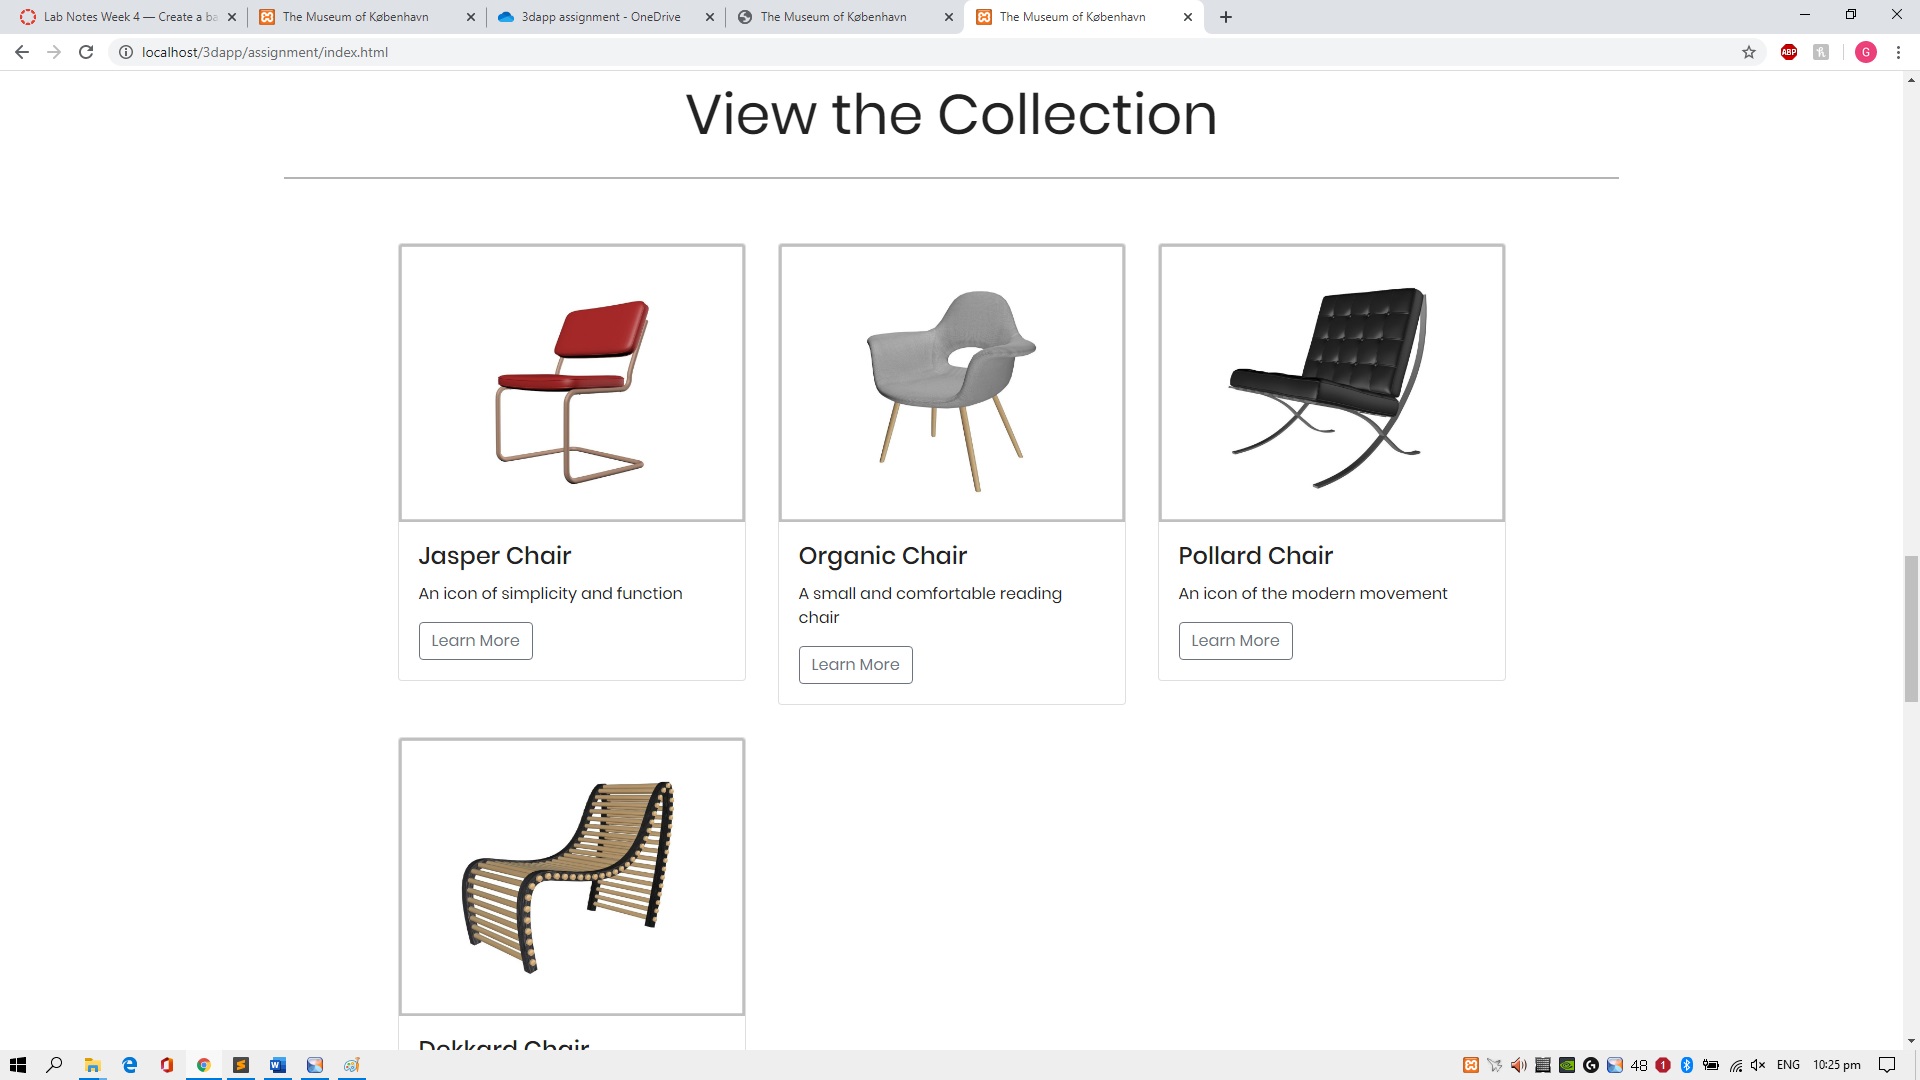 Lab Notes Week 4 — Create a ba
The Museum of København
3dapp assignment - OneDrive
The Museum of København
The Museum of København
localhost/3dapp/assignment/index.html
ABP
G
View the Collection
Jasper Chair
An icon of simplicity and function
Learn More
Organic Chair
A small and comfortable reading
chair
Learn More
Pollard Chair
An icon of the modern movement
Learn More
Dekkard Chair
48
ENG
10:25 pm